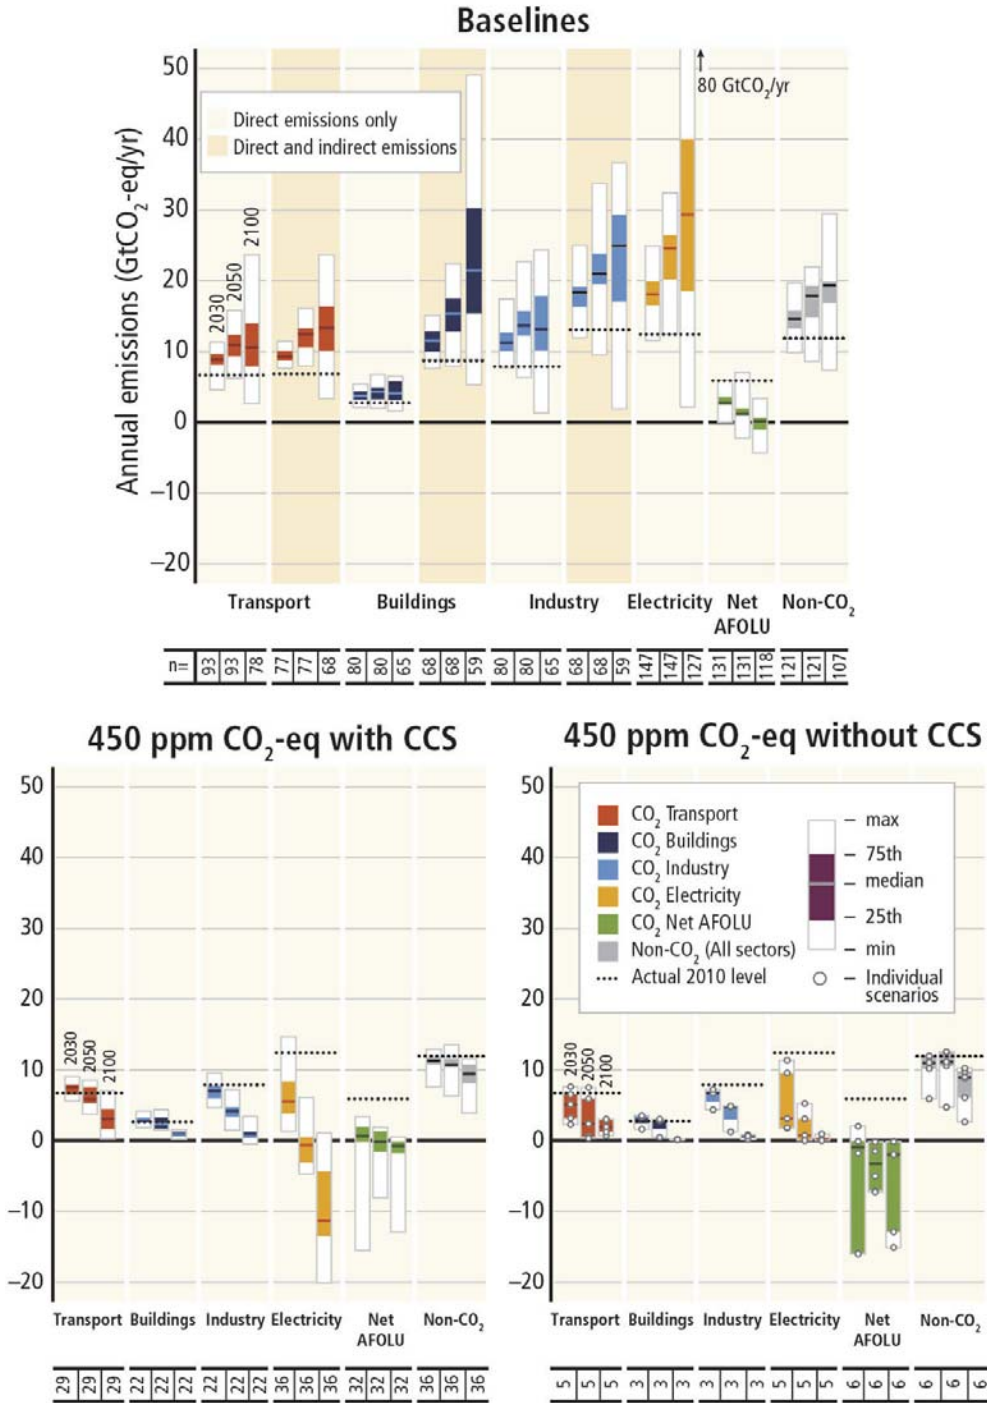 Baselines
50
80 GtCO₂/yr
Direct emissions only
Direct and indirect emissions
40
30
20
10
0
−10
−20
Annual emissions (GtCO₂-eq/yr)
2030
2050
2100
Transport
Buildings
Industry
Electricity
Net AFOLU
Non-CO₂
n= 93 93 78 77 77 68 80 80 65 68 68 59 80 80 65 68 68 59 147 147 127 131 131 118 121 121 107
450 ppm CO₂-eq with CCS
50
40
30
20
10
0
−10
−20
2030
2050
2100
Transport
Buildings
Industry
Electricity
Net AFOLU
Non-CO₂
29 29 29 22 22 22 22 22 22 36 36 36 32 32 32 36 36 36
450 ppm CO₂-eq without CCS
50
40
30
20
10
0
−10
−20
CO₂ Transport
CO₂ Buildings
CO₂ Industry
CO₂ Electricity
CO₂ Net AFOLU
Non-CO₂ (All sectors)
Actual 2010 level
max
75th
median
25th
min
Individual
scenarios
2030
2050
2100
Transport
Buildings
Industry
Electricity
Net AFOLU
Non-CO₂
5 5 5 3 3 3 3 3 3 5 5 5 6 6 6 6 6 6